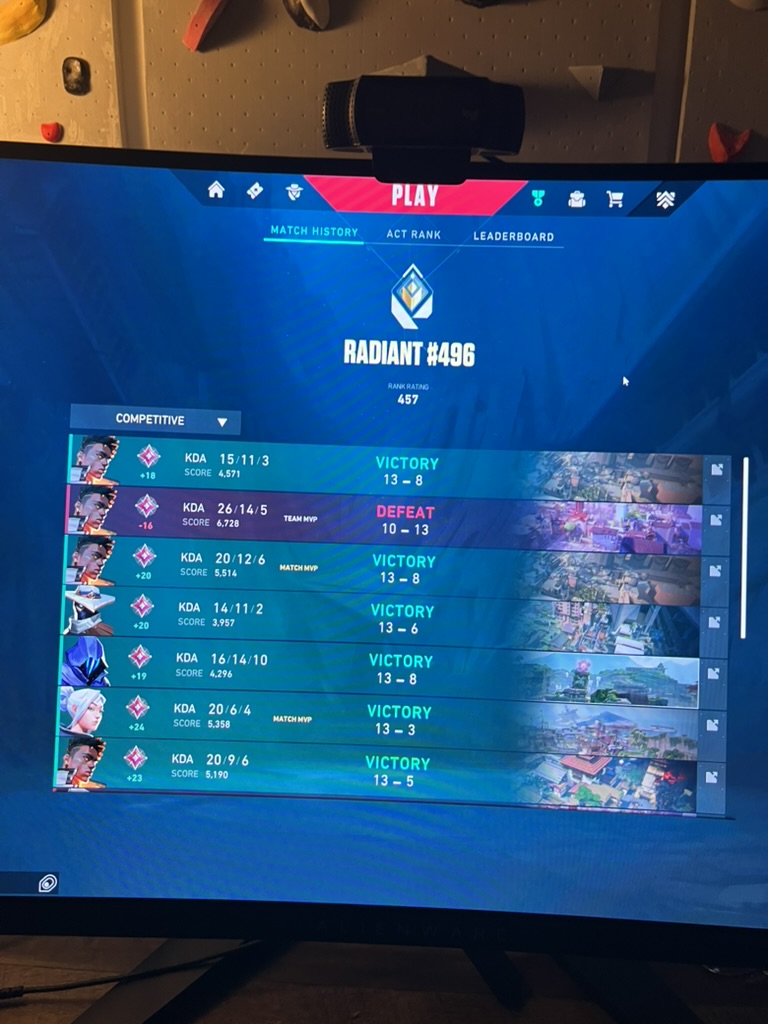 PLAY
MATCH HISTORY ACT RANK LEADERBOARD
RADIANT #496
RANK RATING
457
COMPETITIVE
+18 KDA 15/11/3 VICTORY
SCORE 4,571 13 – 8
-16 KDA 26/14/5 TEAM MVP DEFEAT
SCORE 6,728 10 – 13
+20 KDA 20/12/6 MATCH MVP VICTORY
SCORE 5,514 13 – 8
+20 KDA 14/11/2 VICTORY
SCORE 3,957 13 – 6
+19 KDA 16/14/10 VICTORY
SCORE 4,296 13 – 8
+24 KDA 20/6/4 MATCH MVP VICTORY
SCORE 5,358 13 – 3
+23 KDA 20/9/6 VICTORY
SCORE 5,190 13 – 5
ALIENWARE